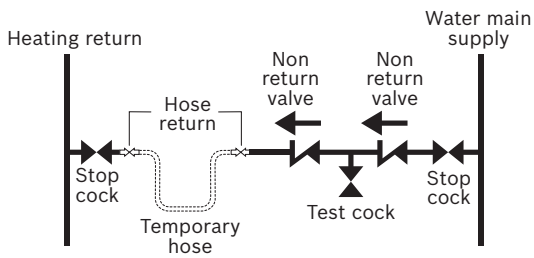 Heating return
Water main
supply
Hose
return
Non
return
valve
Non
return
valve
Stop
cock
Temporary
hose
Test cock
Stop
cock